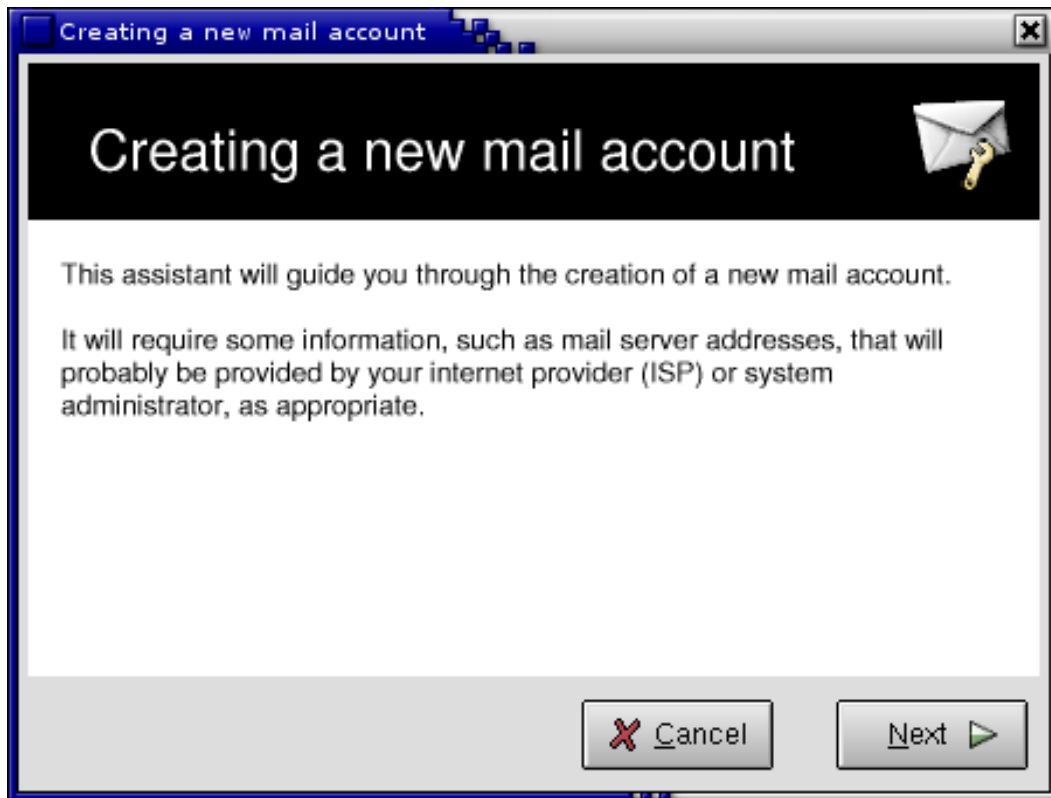 Creating a new mail account
Creating a new mail account
This assistant will guide you through the creation of a new mail account.
It will require some information, such as mail server addresses, that will
probably be provided by your internet provider (ISP) or system
administrator, as appropriate.
Cancel
Next